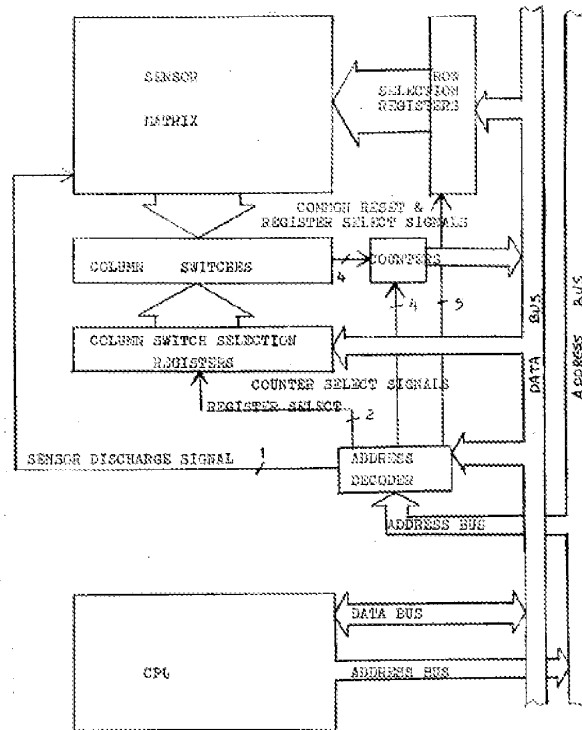 SENSOR
MATRIX
ROW
SELECTION
REGISTERS
COMMON RESET &
REGISTER SELECT SIGNALS
COLUMN SWITCHES
4
COUNTERS
4
5
COLUMN SWITCH SELECTION
REGISTERS
COUNTER SELECT SIGNALS
REGISTER SELECT
2
SENSOR DISCHARGE SIGNAL
1
ADDRESS
DECODER
ADDRESS BUS
DATA BUS
ADDRESS BUS
CPU
DATA BUS
ADDRESS BUS